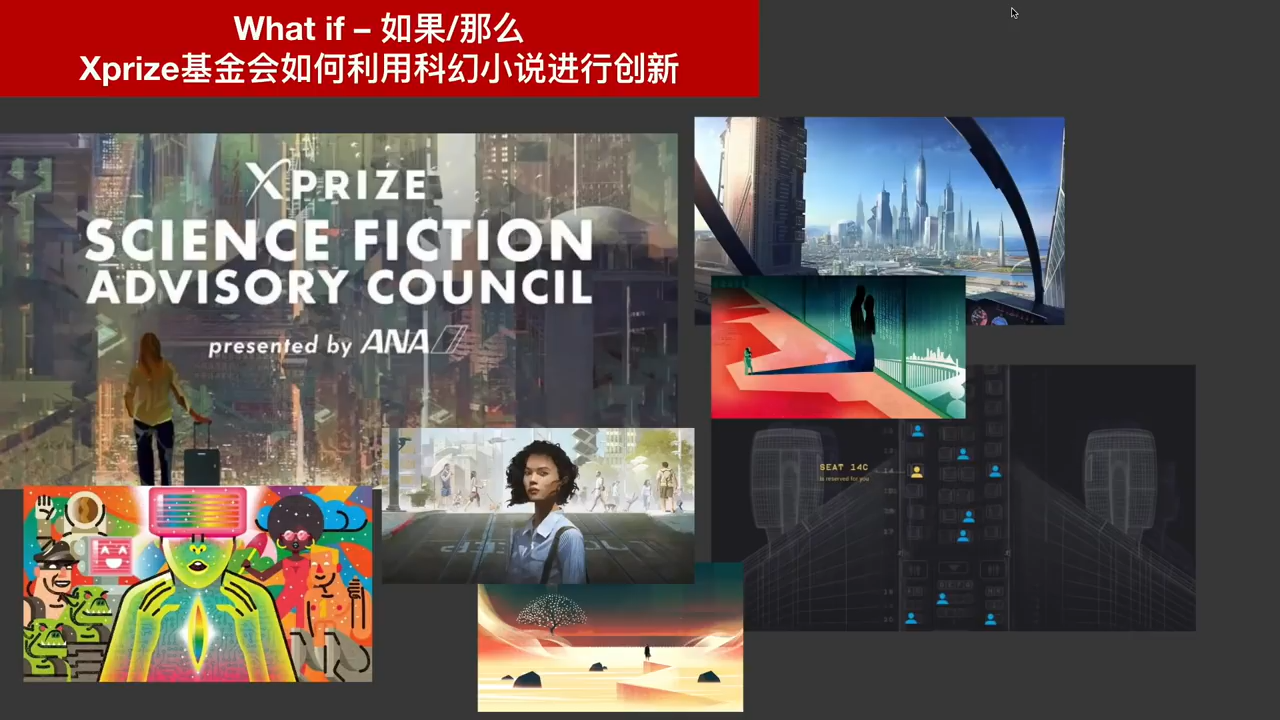 What if – 如果/那么
Xprize基金会如何利用科幻小说进行创新
XPRIZE
SCIENCE FICTION
ADVISORY COUNCIL
presented by ANA
SEAT 14C
is reserved for you